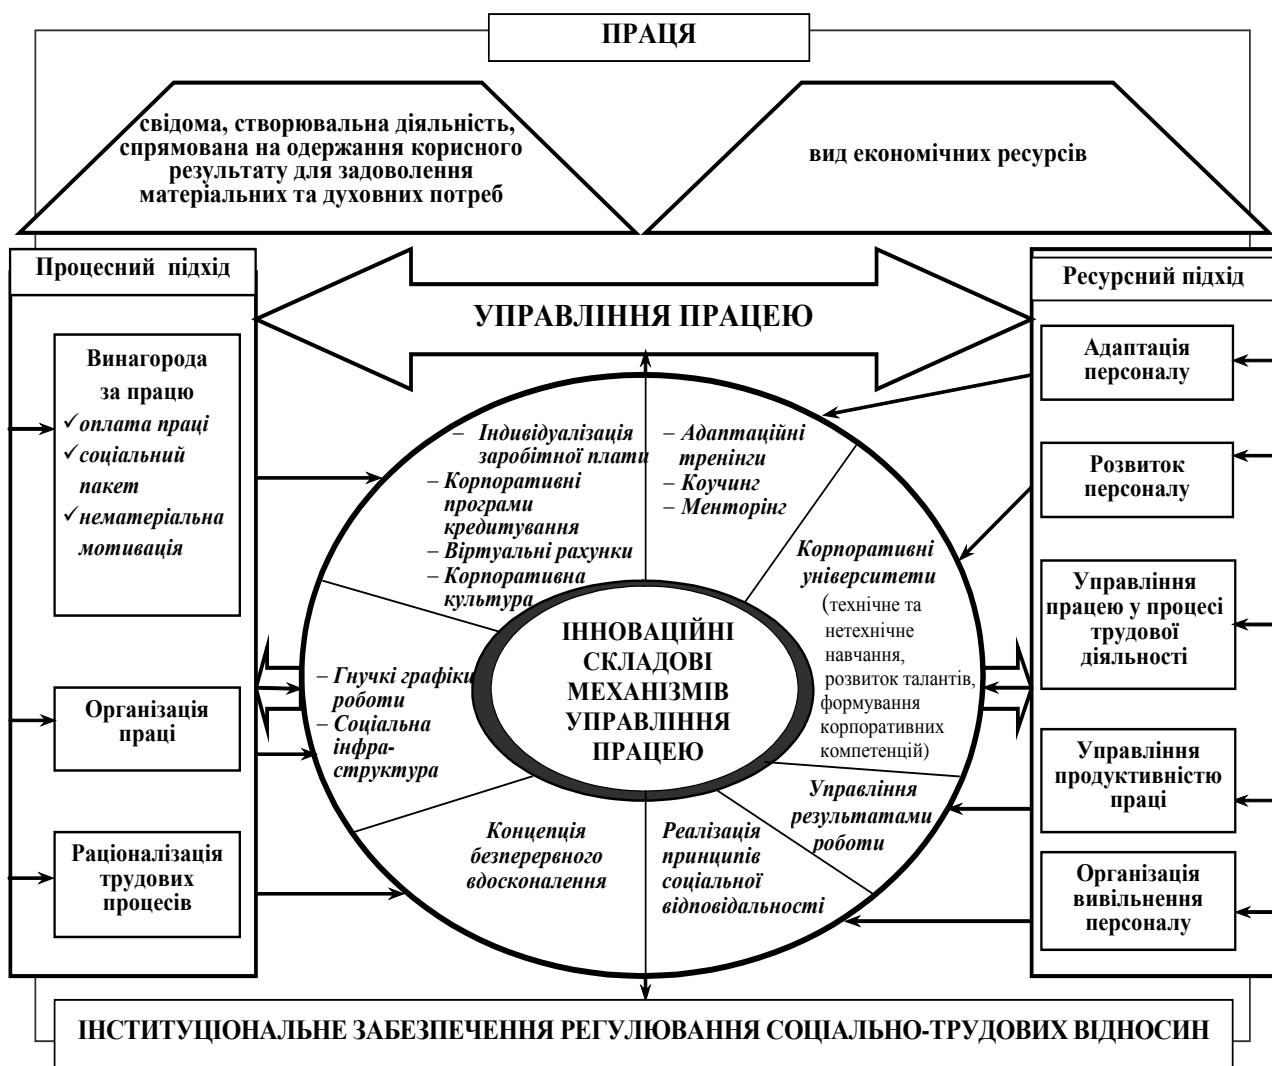 ПРАЦЯ
свідома, створювальна діяльність,
спрямована на одержання корисного
результату для задоволення
матеріальних та духовних потреб
вид економічних ресурсів
Процесний підхід
УПРАВЛІННЯ ПРАЦЕЮ
Ресурсний підхід
Винагорода
за працю
✓оплата праці
✓соціальний
пакет
✓нематеріальна
мотивація
Організація
праці
Раціоналізація
трудових
процесів
– Індивідуалізація
заробітної плати
– Корпоративні
програми
кредитування
– Віртуальні рахунки
– Корпоративна
культура
– Адаптаційні
тренінги
– Коучинг
– Менторінг
Корпоративні
університети
(технічне та
нетехнічне
навчання,
розвиток талантів,
формування
корпоративних
компетенцій)
– Гнучкі графіки
роботи
– Соціальна
інфра-
структура
ІННОВАЦІЙНІ
СКЛАДОВІ
МЕХАНІЗМІВ
УПРАВЛІННЯ
ПРАЦЕЮ
Управління
результатами
роботи
Концепція
безперервного
вдосконалення
Реалізація
принципів
соціальної
відповідальності
Адаптація
персоналу
Розвиток
персоналу
Управління
працею у процесі
трудової
діяльності
Управління
продуктивністю
праці
Організація
вивільнення
персоналу
ІНСТИТУЦІОНАЛЬНЕ ЗАБЕЗПЕЧЕННЯ РЕГУЛЮВАННЯ СОЦІАЛЬНО-ТРУДОВИХ ВІДНОСИН